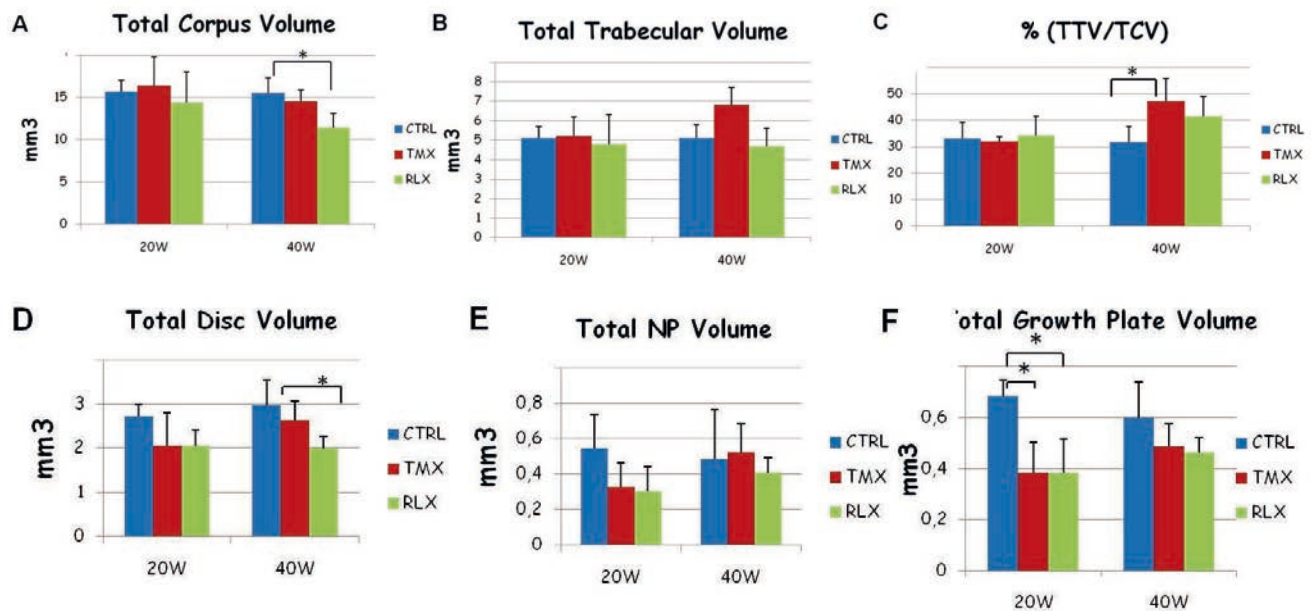 A
Total Corpus Volume
mm3
15
10
15
0
20W
40W
*
CTRL
TMX
RLX
B
Total Trabecular Volume
mm3
8
7
6
5
4
3
2
1
0
20W
40W
CTRL
TMX
RLX
C
% (TTV/TCV)
50
40
30
20
10
0
20W
40W
*
CTRL
TMX
RLX
D
Total Disc Volume
mm3
3
2
1
0
20W
40W
*
CTRL
TMX
RLX
E
Total NP Volume
mm3
0,8
0,6
0,4
0,2
0
20W
40W
CTRL
TMX
RLX
F
otal Growth Plate Volume
mm3
0,6
0,4
0,2
0
20W
40W
*
*
CTRL
TMX
RLX